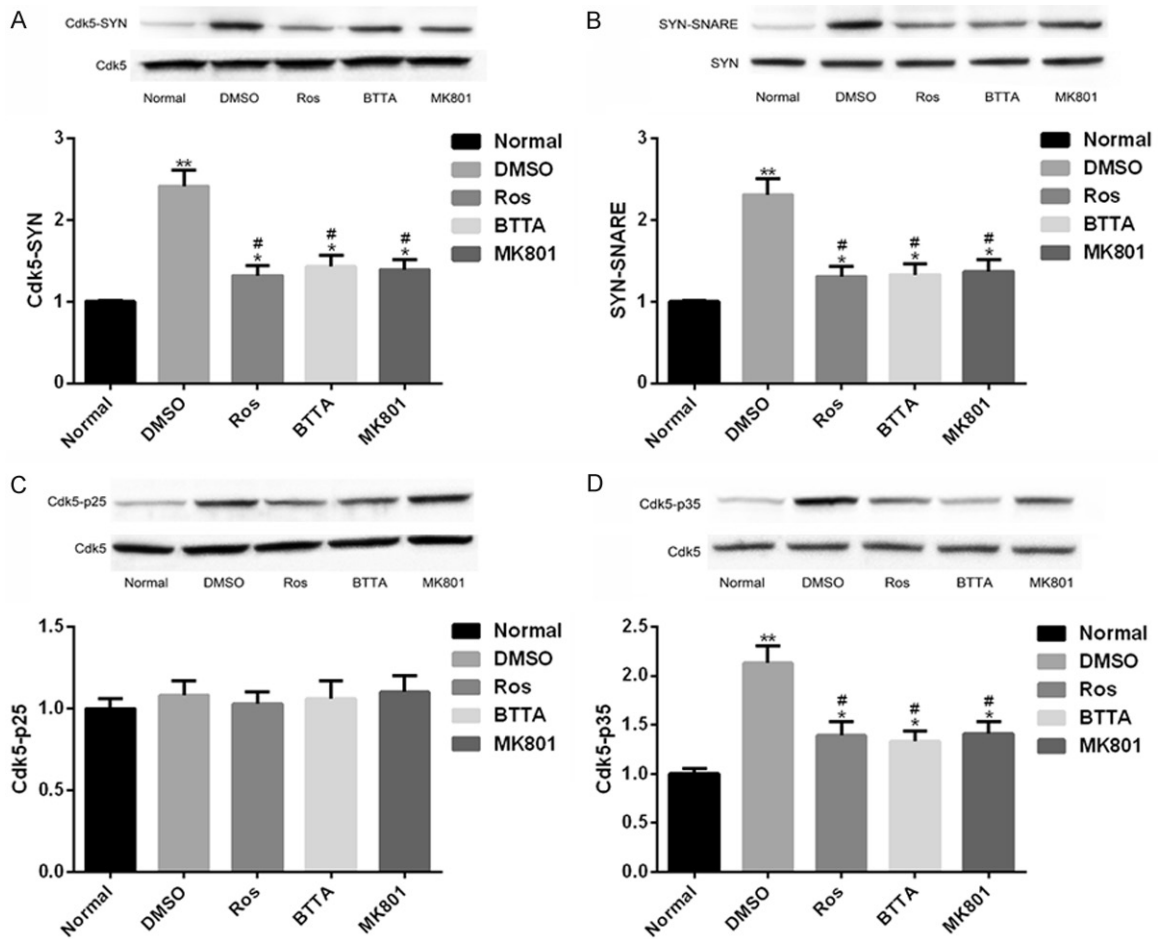 A
Cdk5-SYN
Cdk5
Normal DMSO Ros BTTA MK801
3
2
1
0
Cdk5-SYN
** # * # * # *
Normal
DMSO
Ros
BTTA
MK801
Normal DMSO Ros BTTA MK801
B
SYN-SNARE
SYN
Normal DMSO Ros BTTA MK801
3
2
1
0
SYN-SNARE
** # * # * # *
Normal
DMSO
Ros
BTTA
MK801
Normal DMSO Ros BTTA MK801
C
Cdk5-p25
Cdk5
Normal DMSO Ros BTTA MK801
1.5
1.0
0.5
0.0
Cdk5-p25
Normal
DMSO
Ros
BTTA
MK801
Normal DMSO Ros BTTA MK801
D
Cdk5-p35
Cdk5
Normal DMSO Ros BTTA MK801
2.5
2.0
1.5
1.0
0.5
0.0
Cdk5-p35
** # * # * # *
Normal
DMSO
Ros
BTTA
MK801
Normal DMSO Ros BTTA MK801